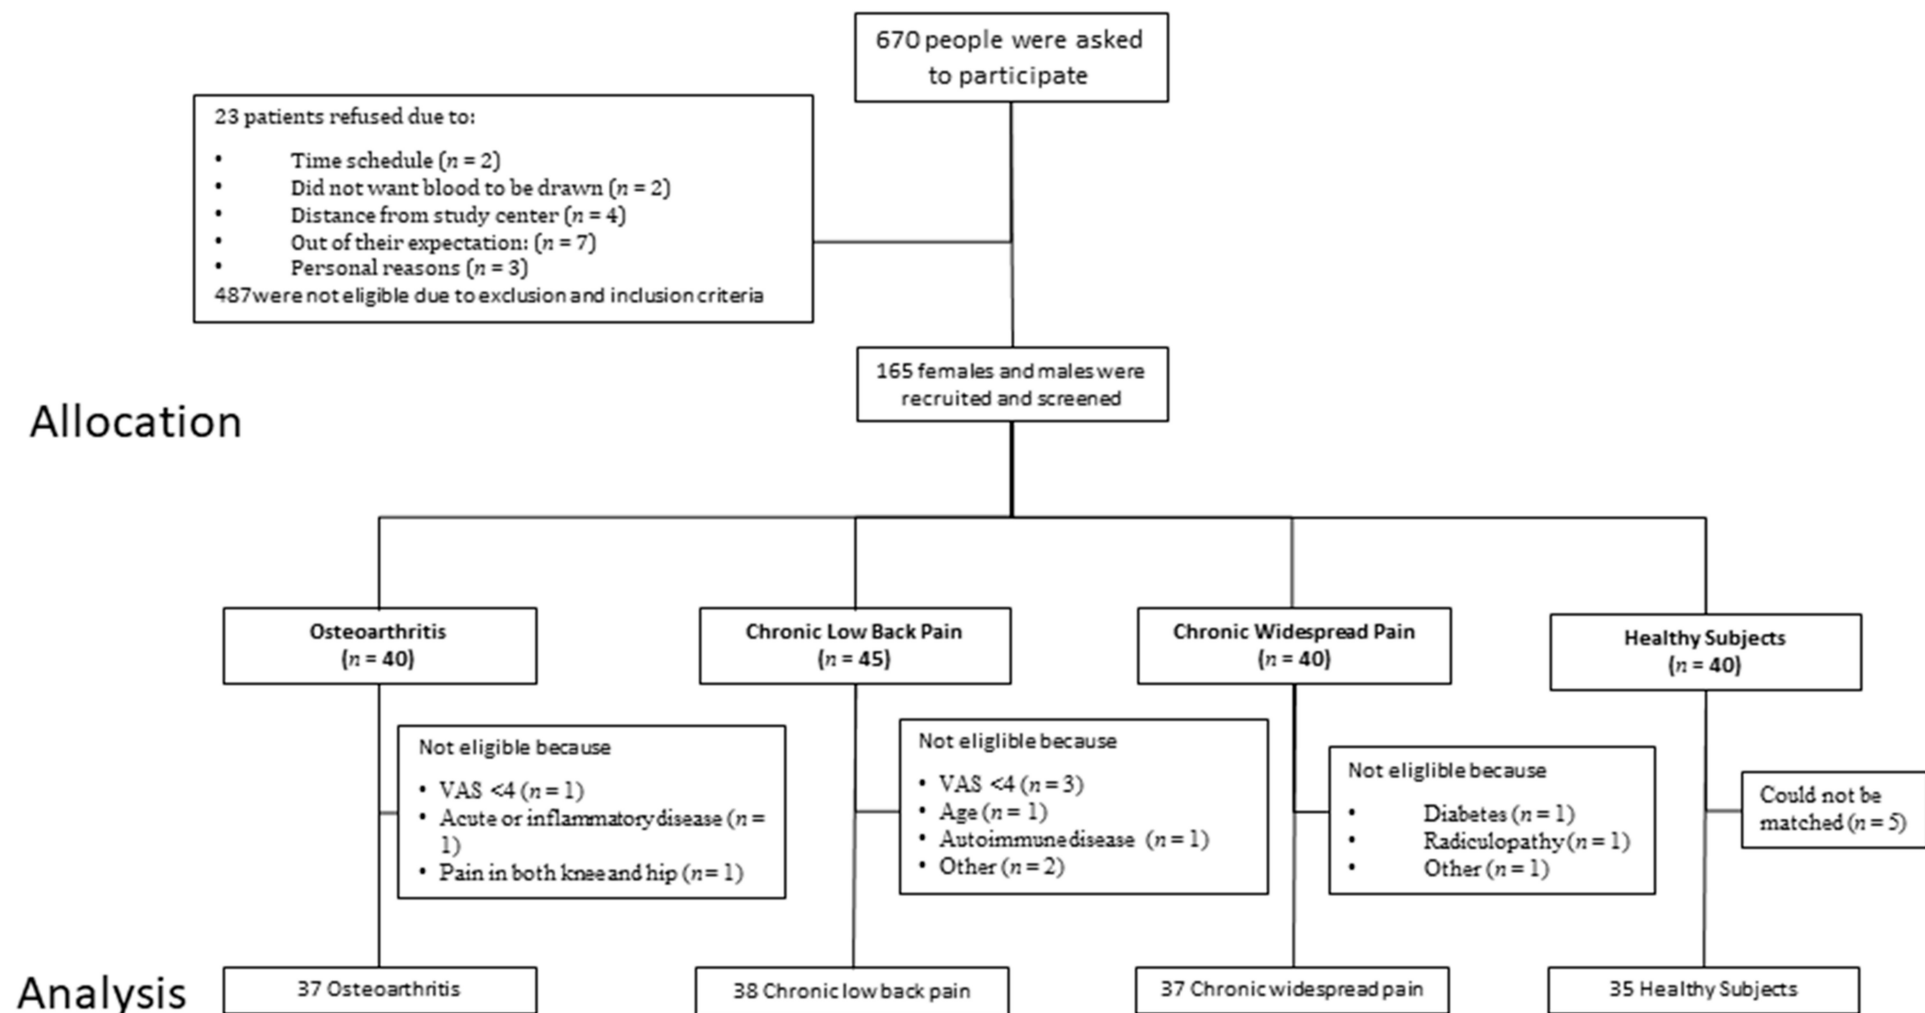 670 people were asked
to participate
23 patients refused due to:
• Time schedule (n = 2)
• Did not want blood to be drawn (n = 2)
• Distance from study center (n = 4)
• Out of their expectation: (n = 7)
• Personal reasons (n = 3)
487were not eligible due to exclusion and inclusion criteria
165 females and males were
recruited and screened
Allocation
Osteoarthritis
(n = 40)
Chronic Low Back Pain
(n = 45)
Chronic Widespread Pain
(n = 40)
Healthy Subjects
(n = 40)
Not eligible because
• VAS <4 (n = 1)
• Acute or inflammatory disease (n =
1)
• Pain in both knee and hip (n = 1)
Not eliglible because
• VAS <4 (n = 3)
• Age (n = 1)
• Autoimmune disease (n = 1)
• Other (n = 2)
Not eliglible because
• Diabetes (n = 1)
• Radiculopathy (n = 1)
• Other (n = 1)
Could not be
matched (n = 5)
Analysis
37 Osteoarthritis
38 Chronic low back pain
37 Chronic widespread pain
35 Healthy Subjects